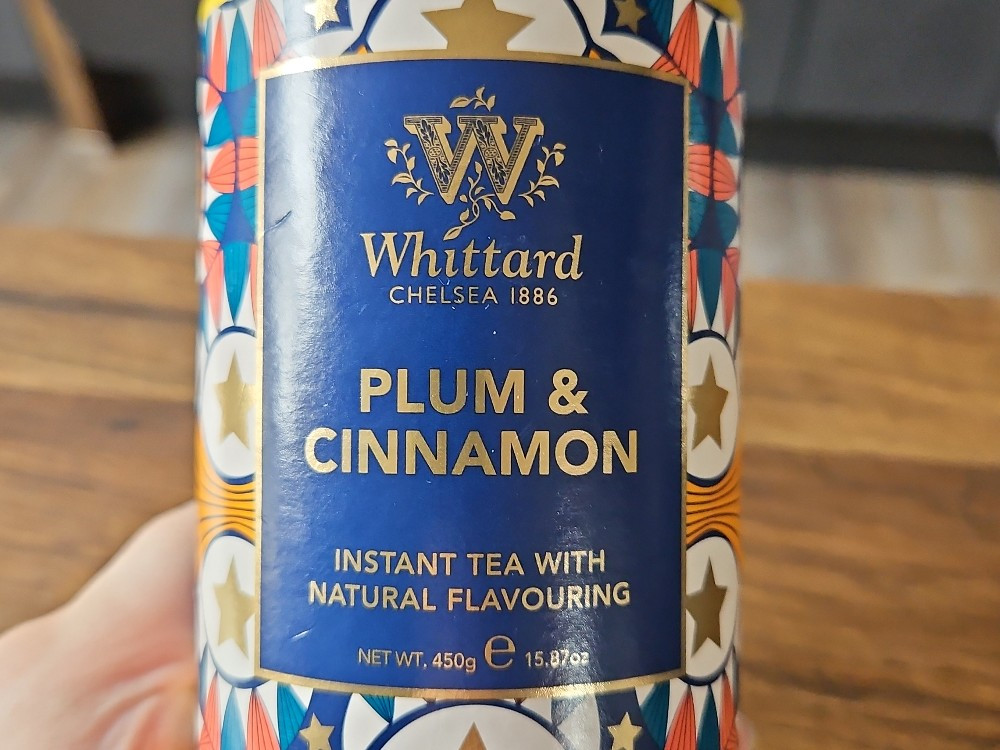 W
Whittard
CHELSEA 1886
PLUM &
CINNAMON
INSTANT TEA WITH
NATURAL FLAVOURING
NET WT. 450g e 15.87oz